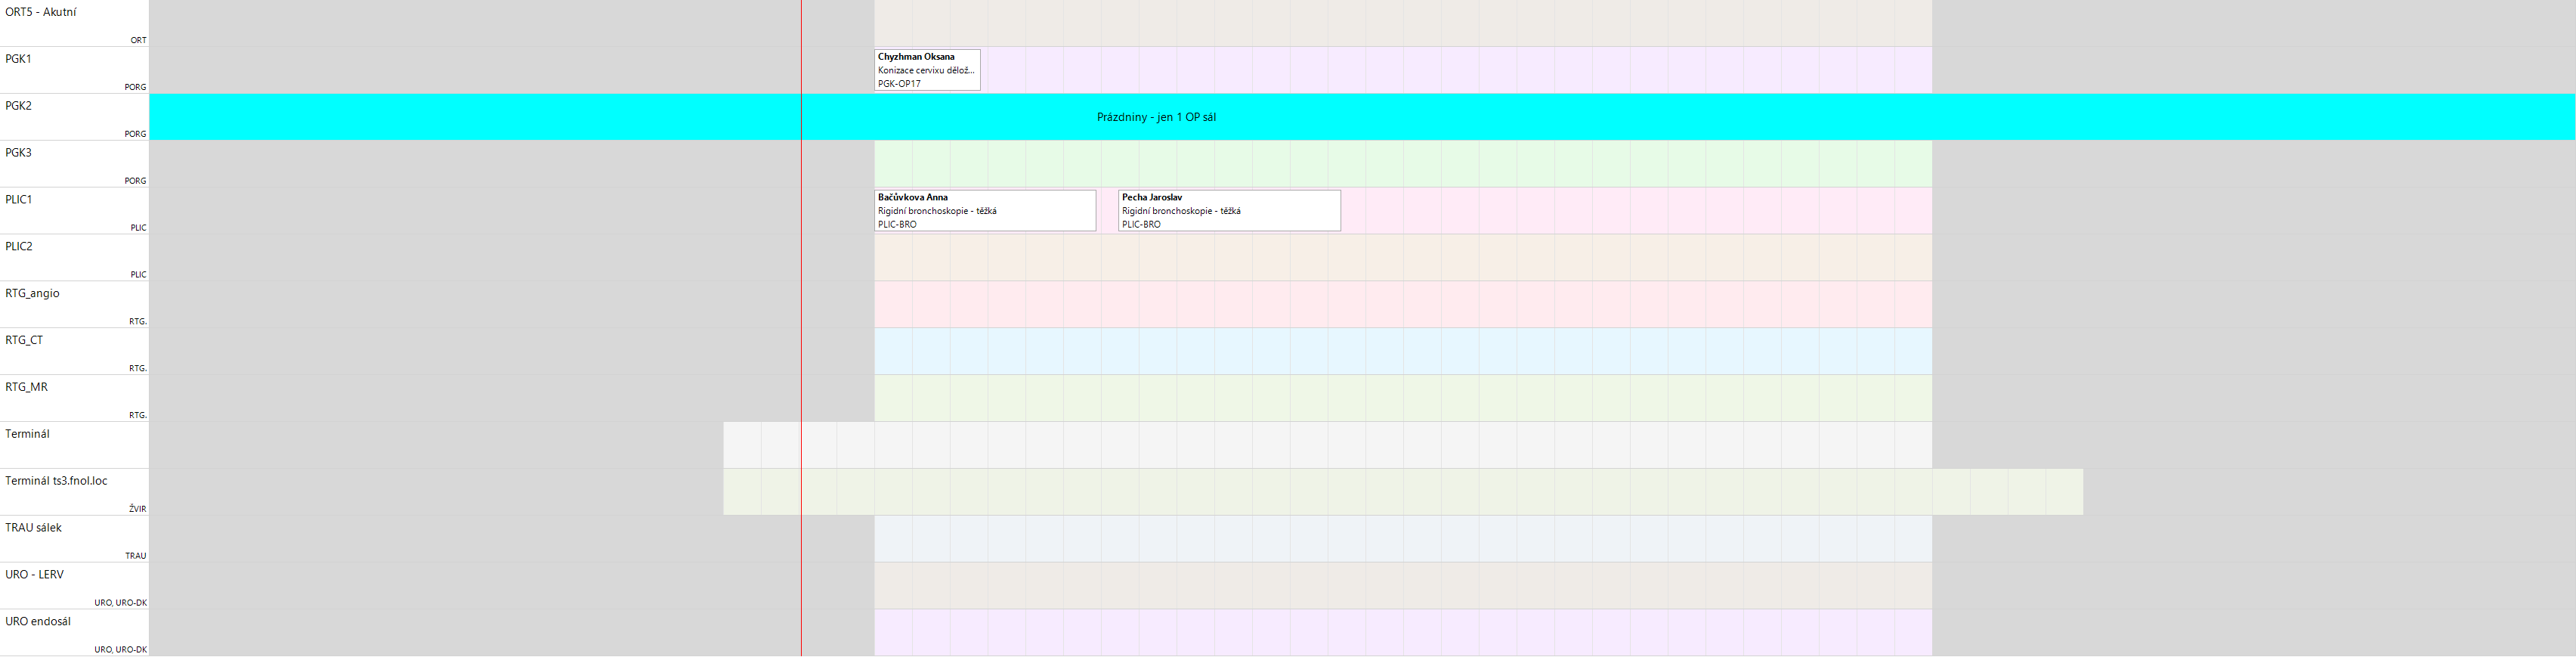 ORT5 - Akutní
ORT
PGK1
PORG
Chyzhman Oksana
Konizace cervixu dělož...
PGK-OP17
PGK2
PORG
Prázdniny - jen 1 OP sál
PGK3
PORG
PLIC1
PLIC
Bačůvkova Anna
Rigidní bronchoskopie - těžká
PLIC-BRO
Pecha Jaroslav
Rigidní bronchoskopie - těžká
PLIC-BRO
PLIC2
PLIC
RTG_angio
RTG.
RTG_CT
RTG.
RTG_MR
RTG.
Terminál
Terminál ts3.fnol.loc
ŽVIR
TRAU sálek
TRAU
URO - LERV
URO, URO-DK
URO endosál
URO, URO-DK